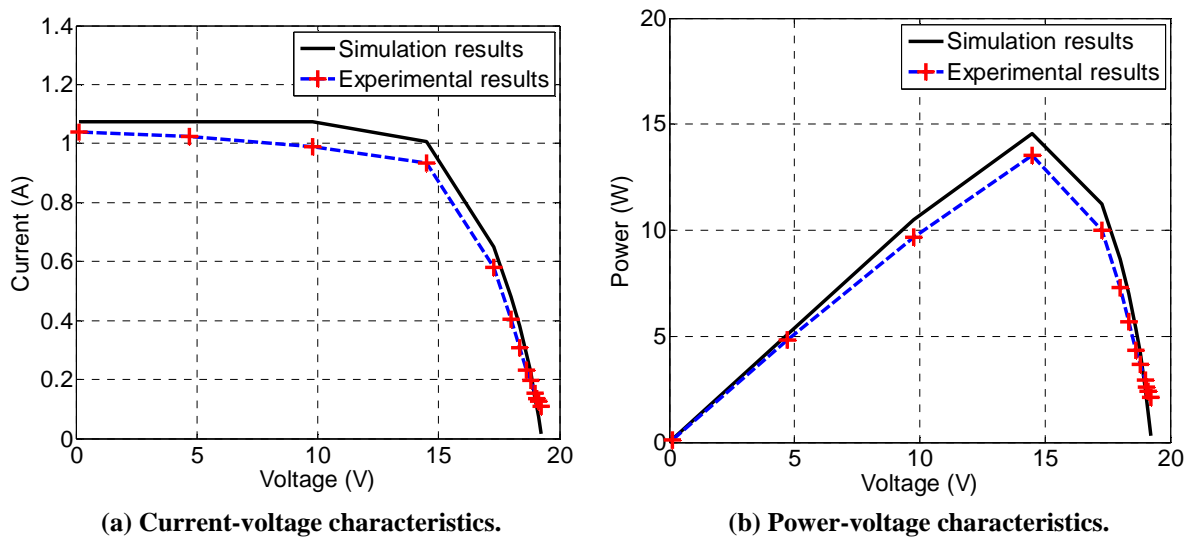 1.4
1.2
1
0.8
0.6
0.4
0.2
0
0
5
10
15
20
Current (A)
Voltage (V)
Simulation results
Experimental results
(a) Current-voltage characteristics.
20
15
10
5
0
0
5
10
15
20
Power (W)
Voltage (V)
Simulation results
Experimental results
(b) Power-voltage characteristics.